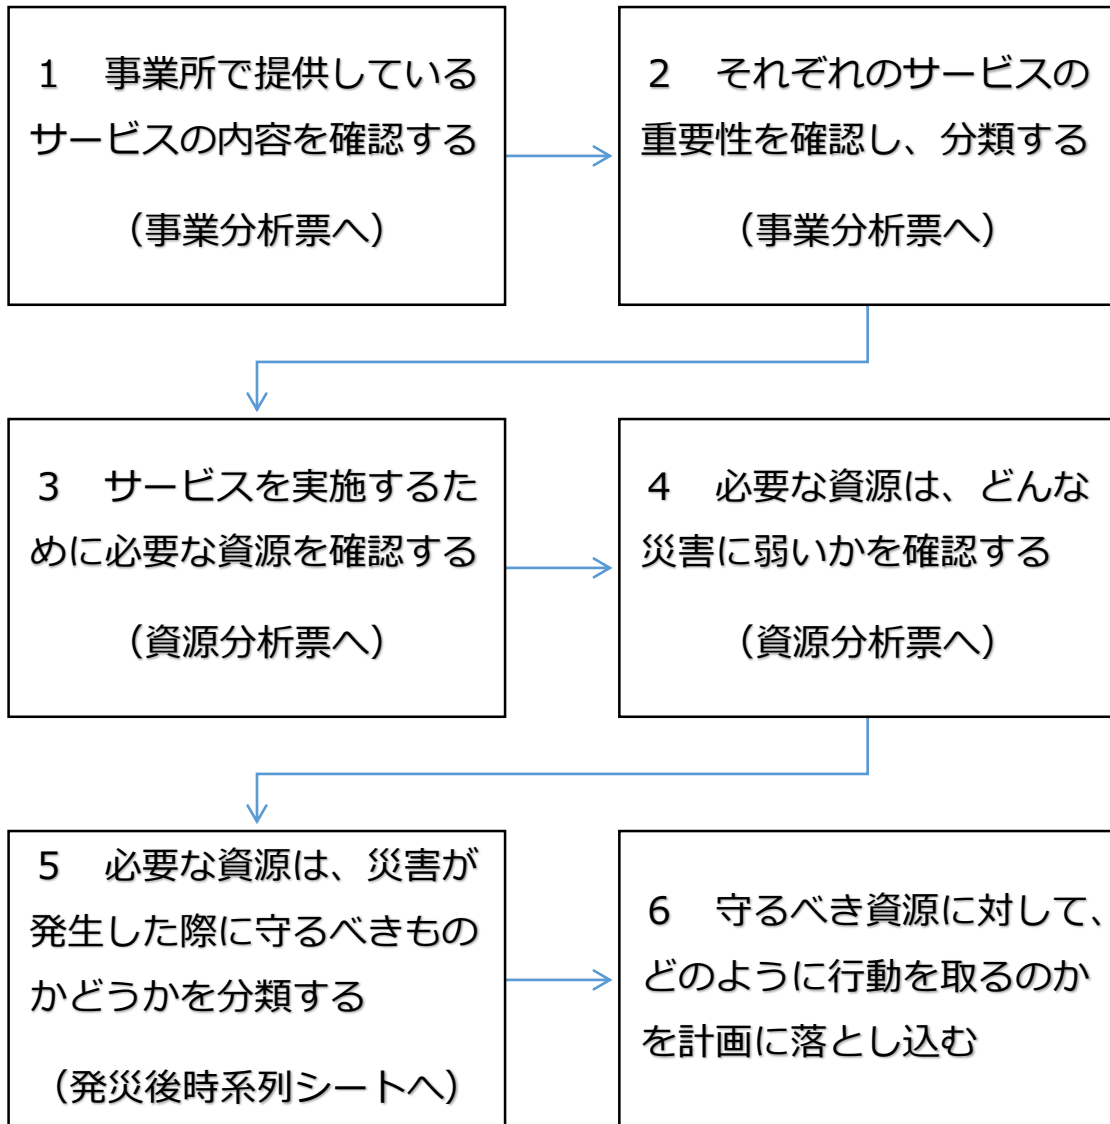 1　事業所で提供している
サービスの内容を確認する
（事業分析票へ）
2　それぞれのサービスの
重要性を確認し、分類する
（事業分析票へ）
3　サービスを実施するた
めに必要な資源を確認する
（資源分析票へ）
4　必要な資源は、どんな
災害に弱いかを確認する
（資源分析票へ）
5　必要な資源は、災害が
発生した際に守るべきもの
かどうかを分類する
（発災後時系列シートへ）
6　守るべき資源に対して、
どのように行動を取るのか
を計画に落とし込む